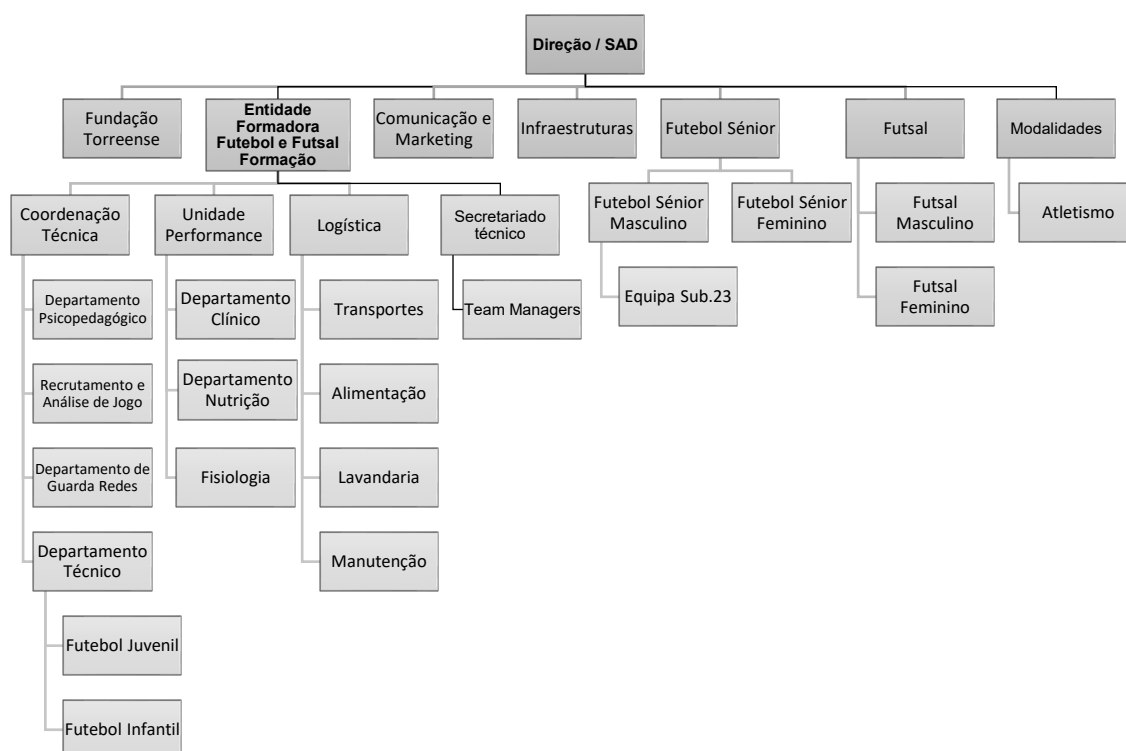 Direção / SAD
Fundação
Torreense
Entidade
Formadora
Futebol e Futsal
Formação
Comunicação e
Marketing
Infraestruturas
Futebol Sénior
Futsal
Modalidades
Coordenação
Técnica
Unidade
Performance
Logística
Secretariado
técnico
Futebol Sénior
Masculino
Futebol Sénior
Feminino
Futsal
Masculino
Atletismo
Departamento
Psicopedagógico
Departamento
Clínico
Transportes
Team Managers
Equipa Sub.23
Futsal
Feminino
Recrutamento e
Análise de Jogo
Departamento
Nutrição
Alimentação
Departamento de
Guarda Redes
Fisiologia
Lavandaria
Departamento
Técnico
Manutenção
Futebol Juvenil
Futebol Infantil